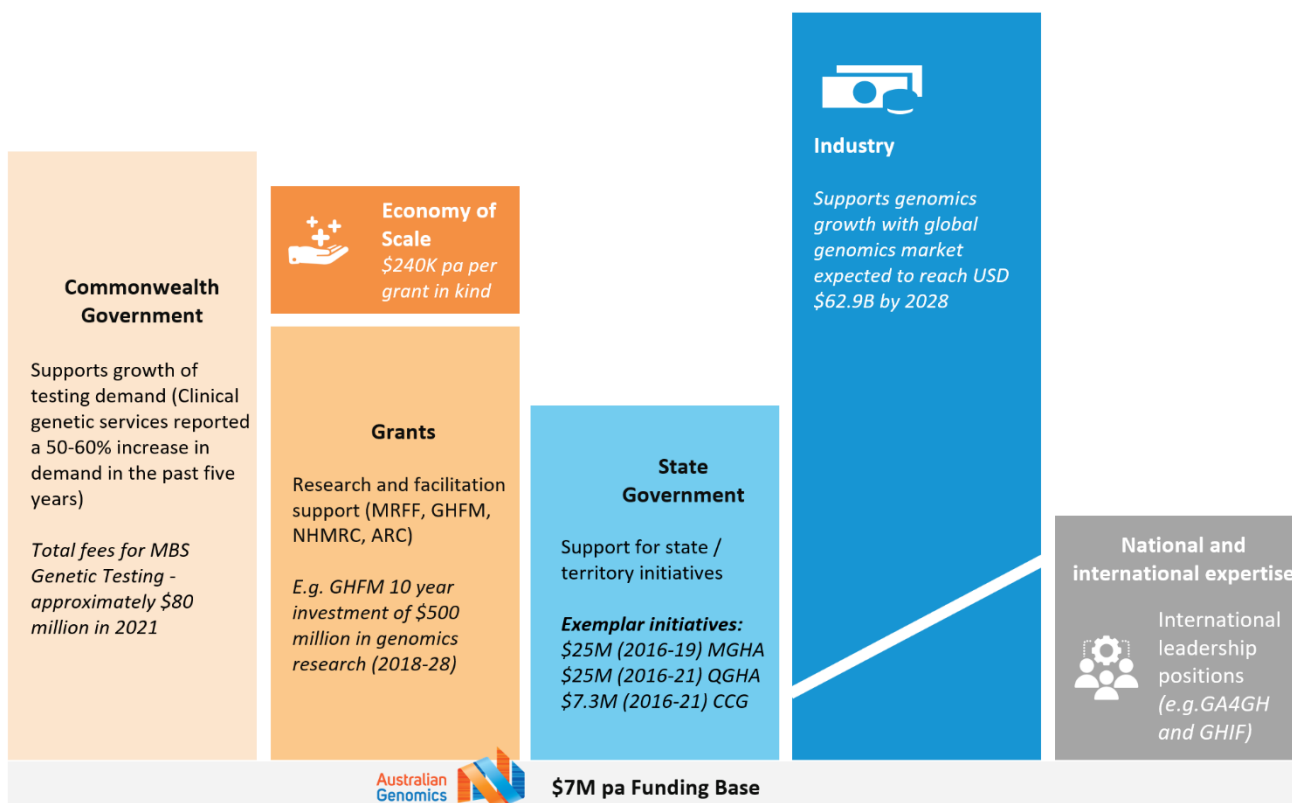 Commonwealth
Government
Supports growth of
testing demand (Clinical
genetic services reported
a 50-60% increase in
demand in the past five
years)
Total fees for MBS
Genetic Testing -
approximately $80
million in 2021
Economy of
Scale
$240K pa per
grant in kind
Grants
Research and facilitation
support (MRFF, GHFM,
NHMRC, ARC)
E.g. GHFM 10 year
investment of $500
million in genomics
research (2018-28)
State
Government
Support for state /
territory initiatives
Exemplar initiatives:
$25M (2016-19) MGHA
$25M (2016-21) QGHA
$7.3M (2016-21) CCG
Industry
Supports genomics
growth with global
genomics market
expected to reach USD
$62.9B by 2028
National and
international expertise
International
leadership
positions
(e.g.GA4GH
and GHIF)
Australian
Genomics
$7M pa Funding Base